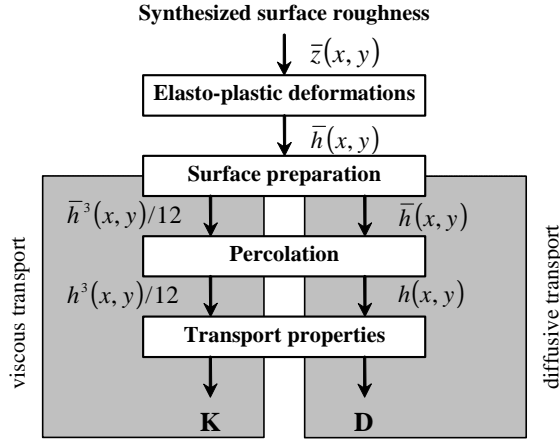 Synthesized surface roughness
z̅(x, y)
Elasto-plastic deformations
h̅(x, y)
Surface preparation
h̅³(x, y)/12
h̅(x, y)
Percolation
h³(x, y)/12
h(x, y)
Transport properties
K
D
viscous transport
diffusive transport